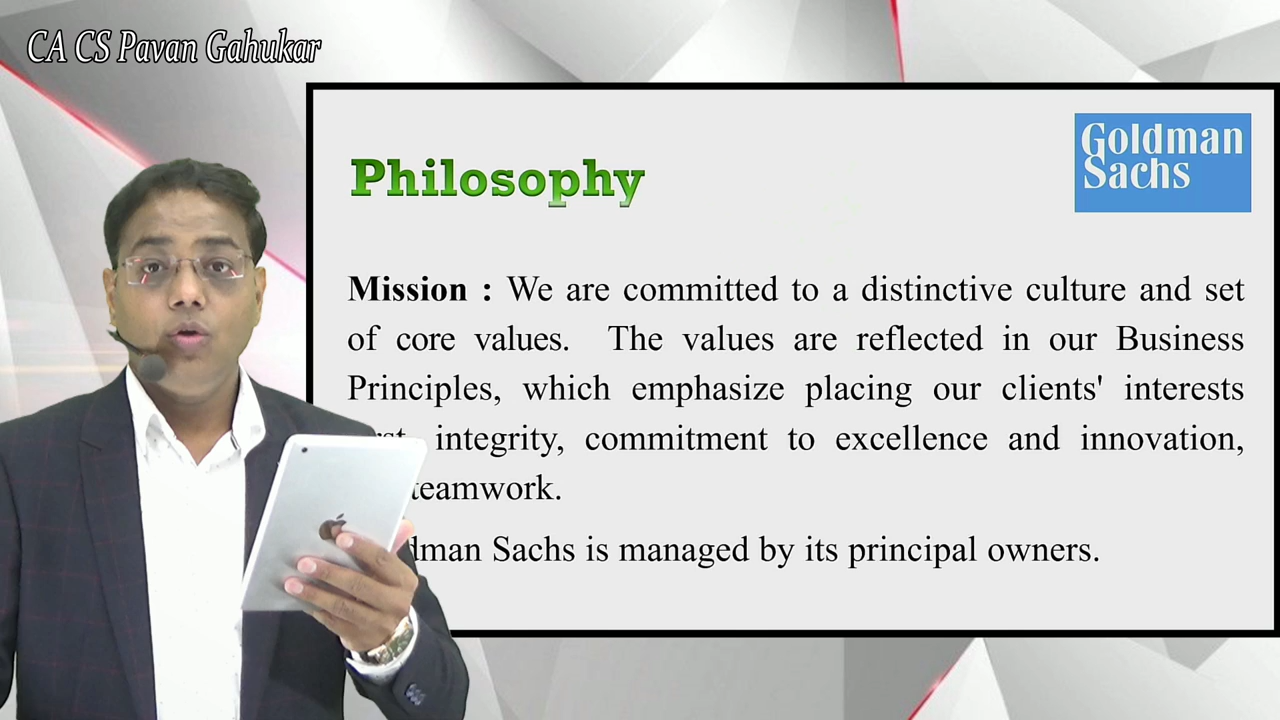 CA CS Pavan Gahukar
Goldman
Sachs
Philosophy
Mission : We are committed to a distinctive culture and set
of core values. The values are reflected in our Business
Principles, which emphasize placing our clients' interests
integrity, commitment to excellence and innovation,
teamwork.
Sachs is managed by its principal owners.